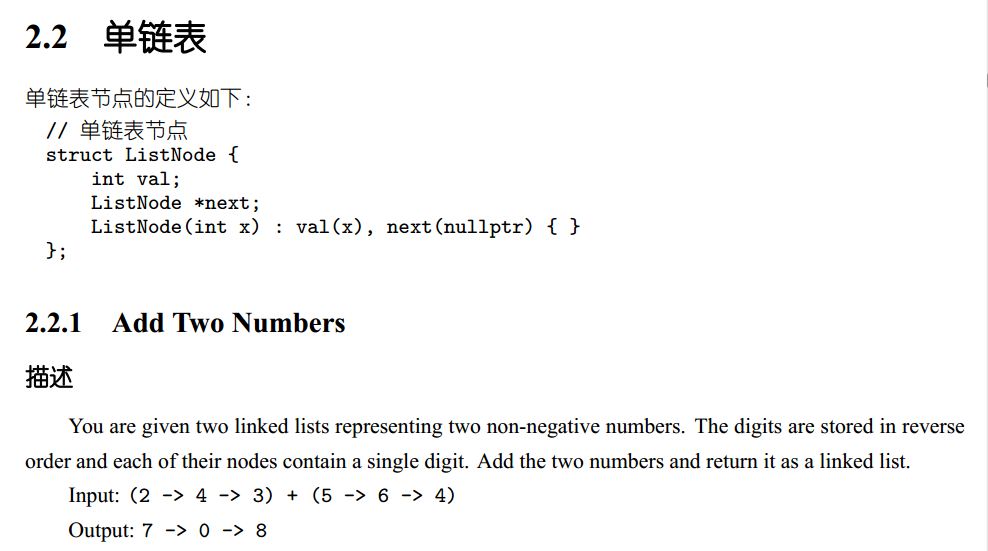 2.2 单链表
单链表节点的定义如下:
// 单链表节点
struct ListNode {
int val;
ListNode *next;
ListNode(int x) : val(x), next(nullptr) { }
};
2.2.1 Add Two Numbers
描述
You are given two linked lists representing two non-negative numbers. The digits are stored in reverse
order and each of their nodes contain a single digit. Add the two numbers and return it as a linked list.
Input: (2 -> 4 -> 3) + (5 -> 6 -> 4)
Output: 7 -> 0 -> 8